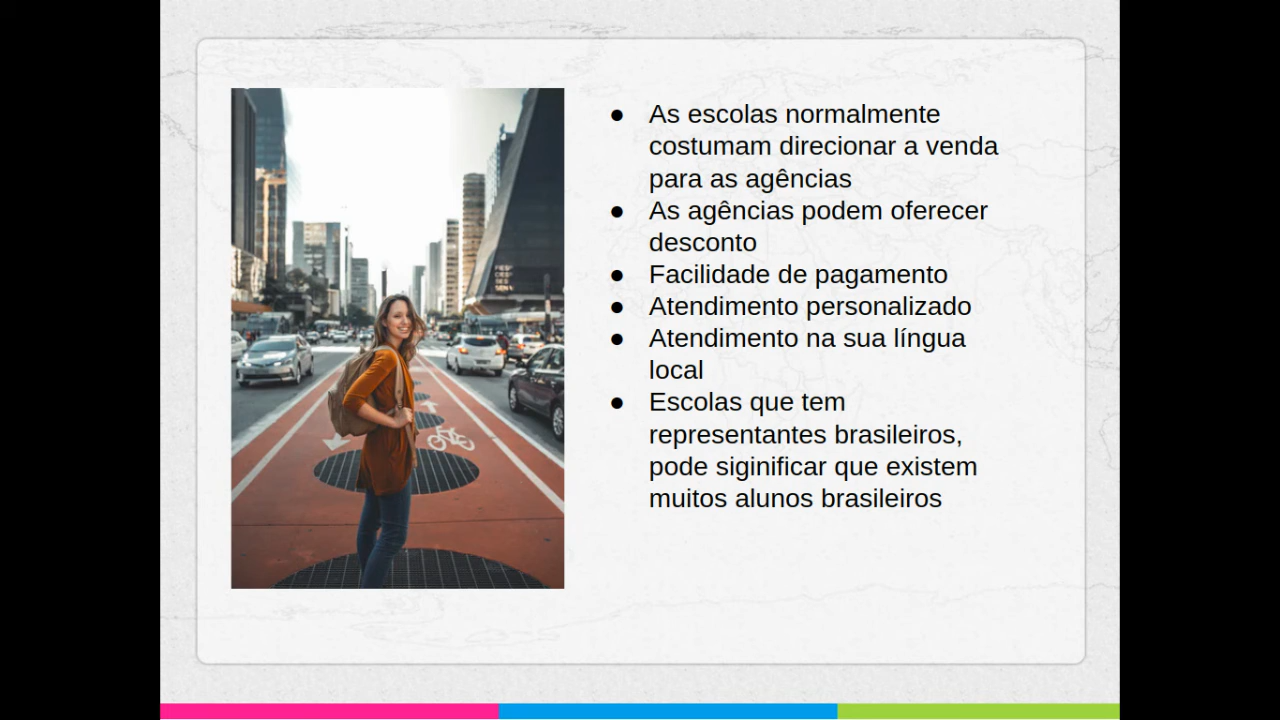 As escolas normalmente
costumam direcionar a venda
para as agências
As agências podem oferecer
desconto
Facilidade de pagamento
Atendimento personalizado
Atendimento na sua língua
local
Escolas que tem
representantes brasileiros,
pode siginificar que existem
muitos alunos brasileiros